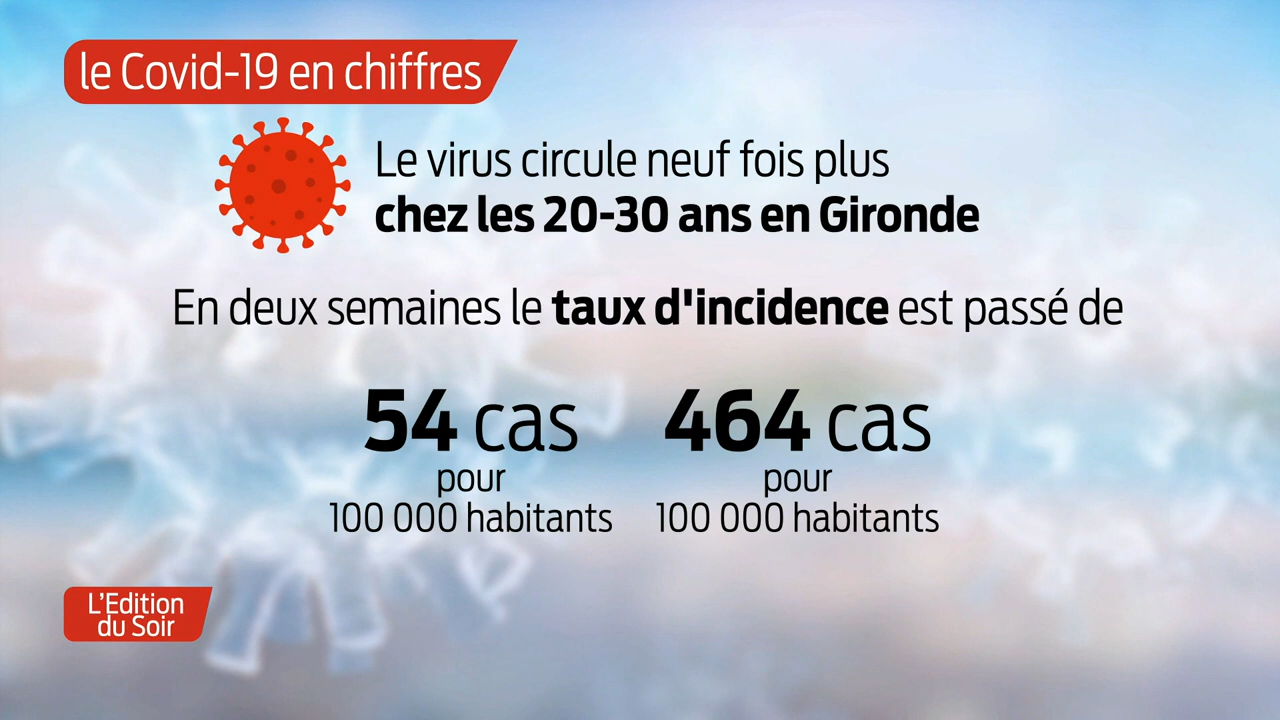 le Covid-19 en chiffres
Le virus circule neuf fois plus
chez les 20-30 ans en Gironde
En deux semaines le taux d'incidence est passé de
54 cas
pour
100 000 habitants
464 cas
pour
100 000 habitants
L'Edition
du Soir